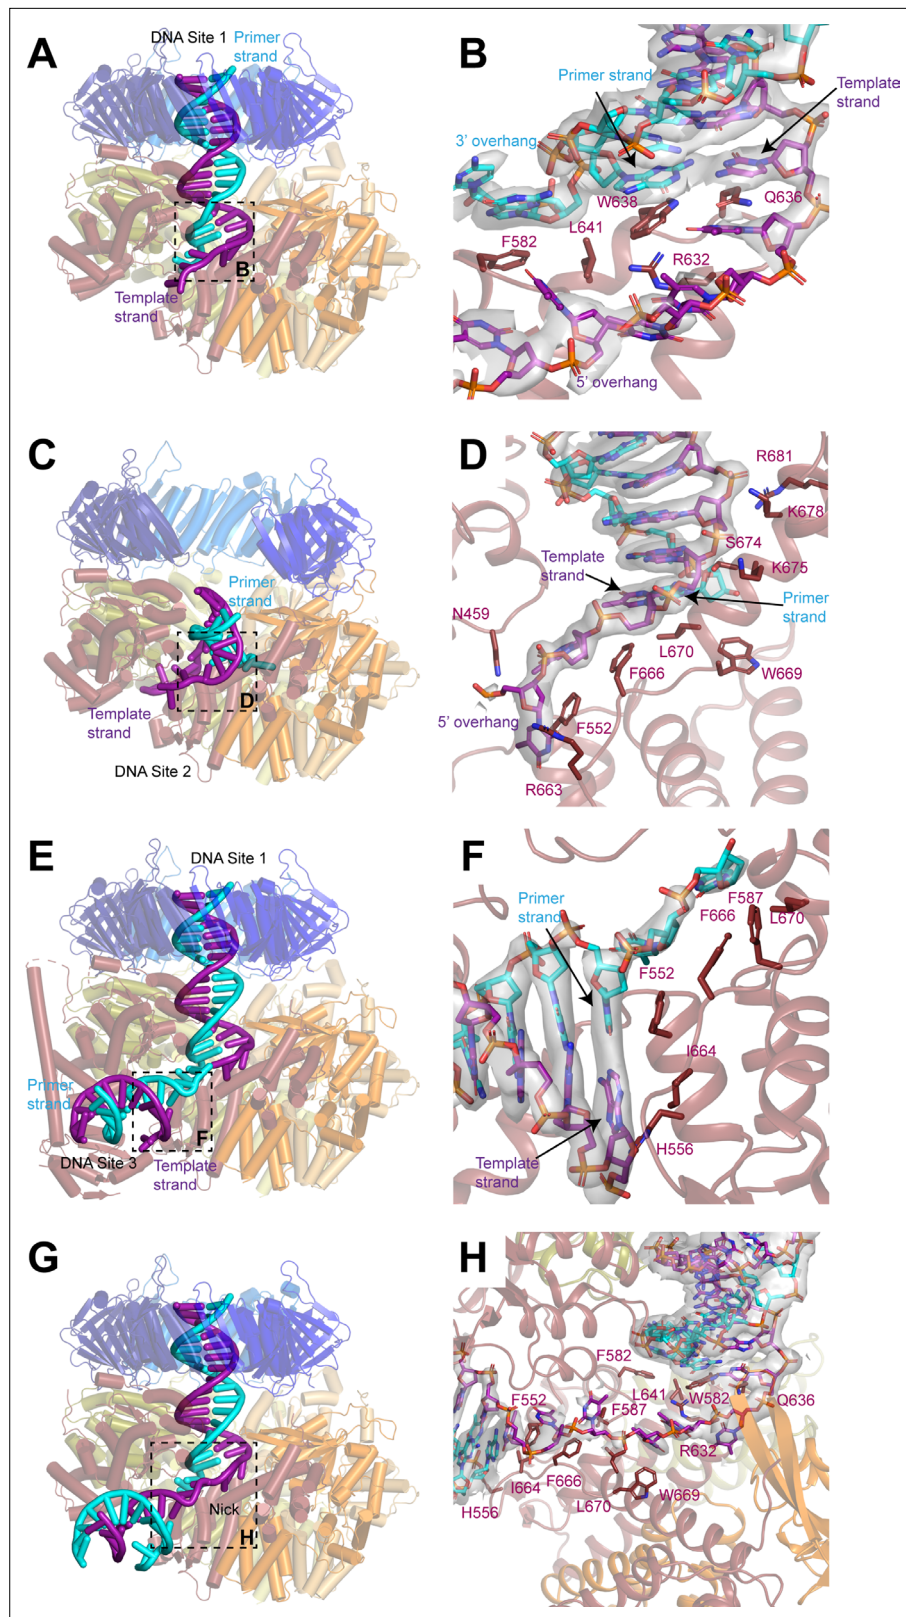 A
DNA Site 1
Primer
strand
B
Template
strand
B
Primer strand
Template
strand
3' overhang
W638
Q636
L641
F582
R632
5' overhang
C
Primer
strand
D
Template
strand
DNA Site 2
D
R681
K678
S674
Template
strand
K675
Primer
strand
N459
L670
F666
W669
5' overhang
F552
R663
E
DNA Site 1
Primer
strand
F
DNA Site 3
Template
strand
F
Primer
strand
F587
F666
L670
F552
I664
Template
strand
H556
G
Nick
H
H
F582
F552
L641
W582
Q636
F587
R632
I664
F666
W669
H556
L670